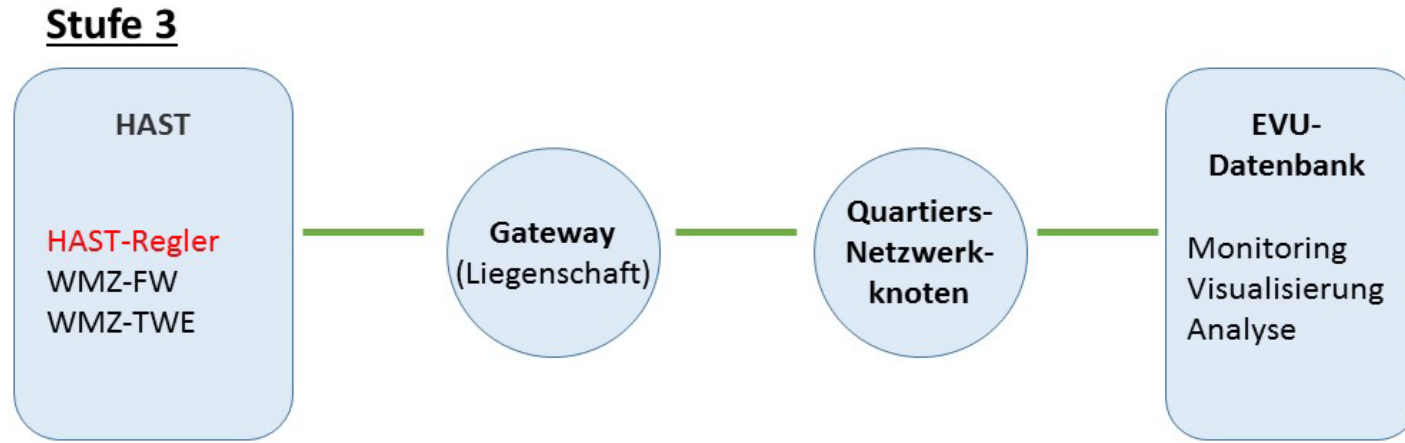 Stufe 3
HAST
HAST-Regler
WMZ-FW
WMZ-TWE
Gateway
(Liegenschaft)
Quartiers-
Netzwerk-
knoten
EVU-
Datenbank
Monitoring
Visualisierung
Analyse